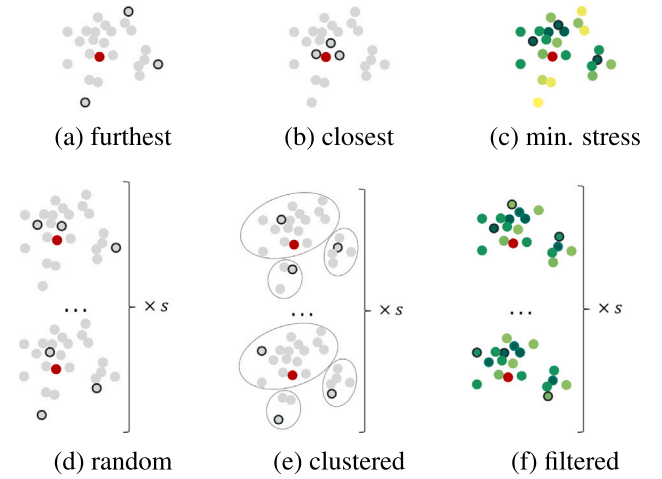 (a) furthest
(b) closest
(c) min. stress
...
× s
...
× s
...
× s
(d) random
(e) clustered
(f) filtered